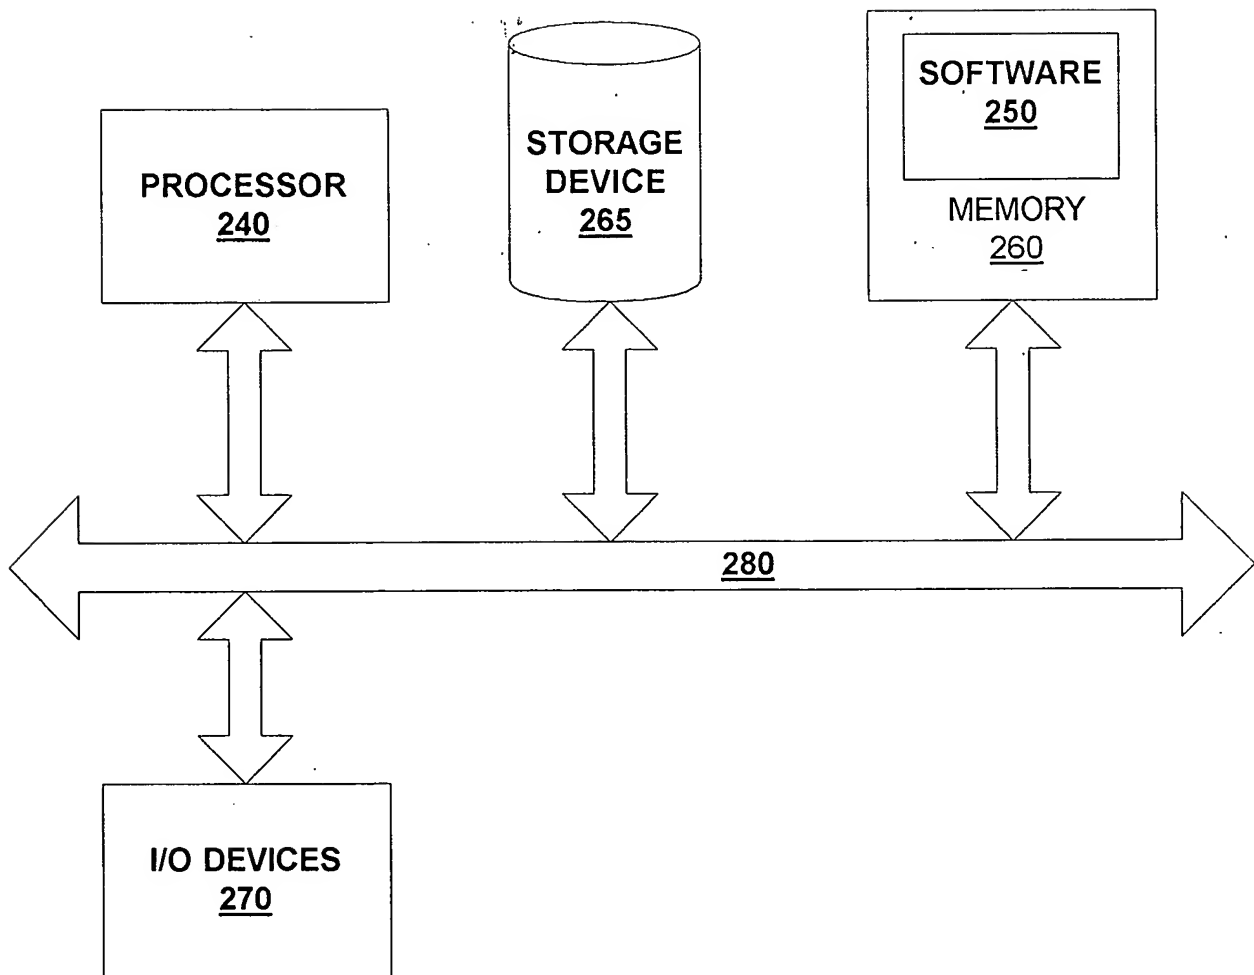 PROCESSOR
240
STORAGE
DEVICE
265
SOFTWARE
250
MEMORY
260
280
I/O DEVICES
270